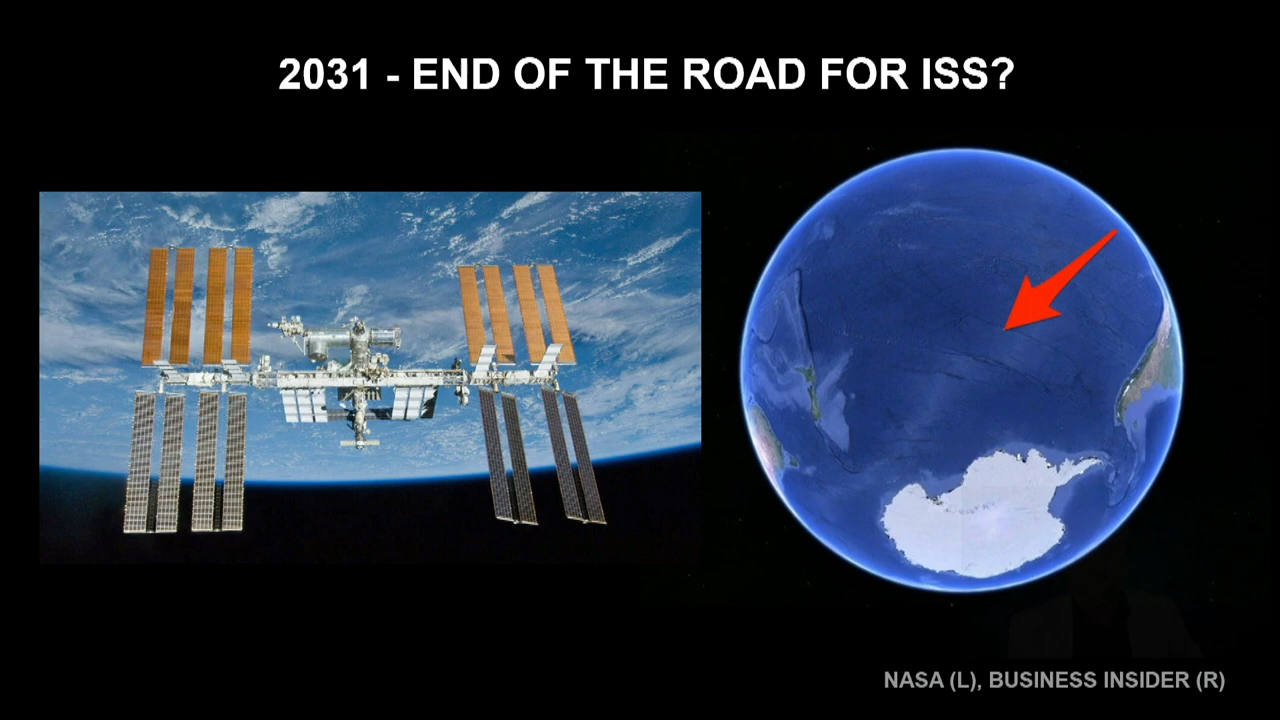 2031 - END OF THE ROAD FOR ISS?
NASA (L), BUSINESS INSIDER (R)